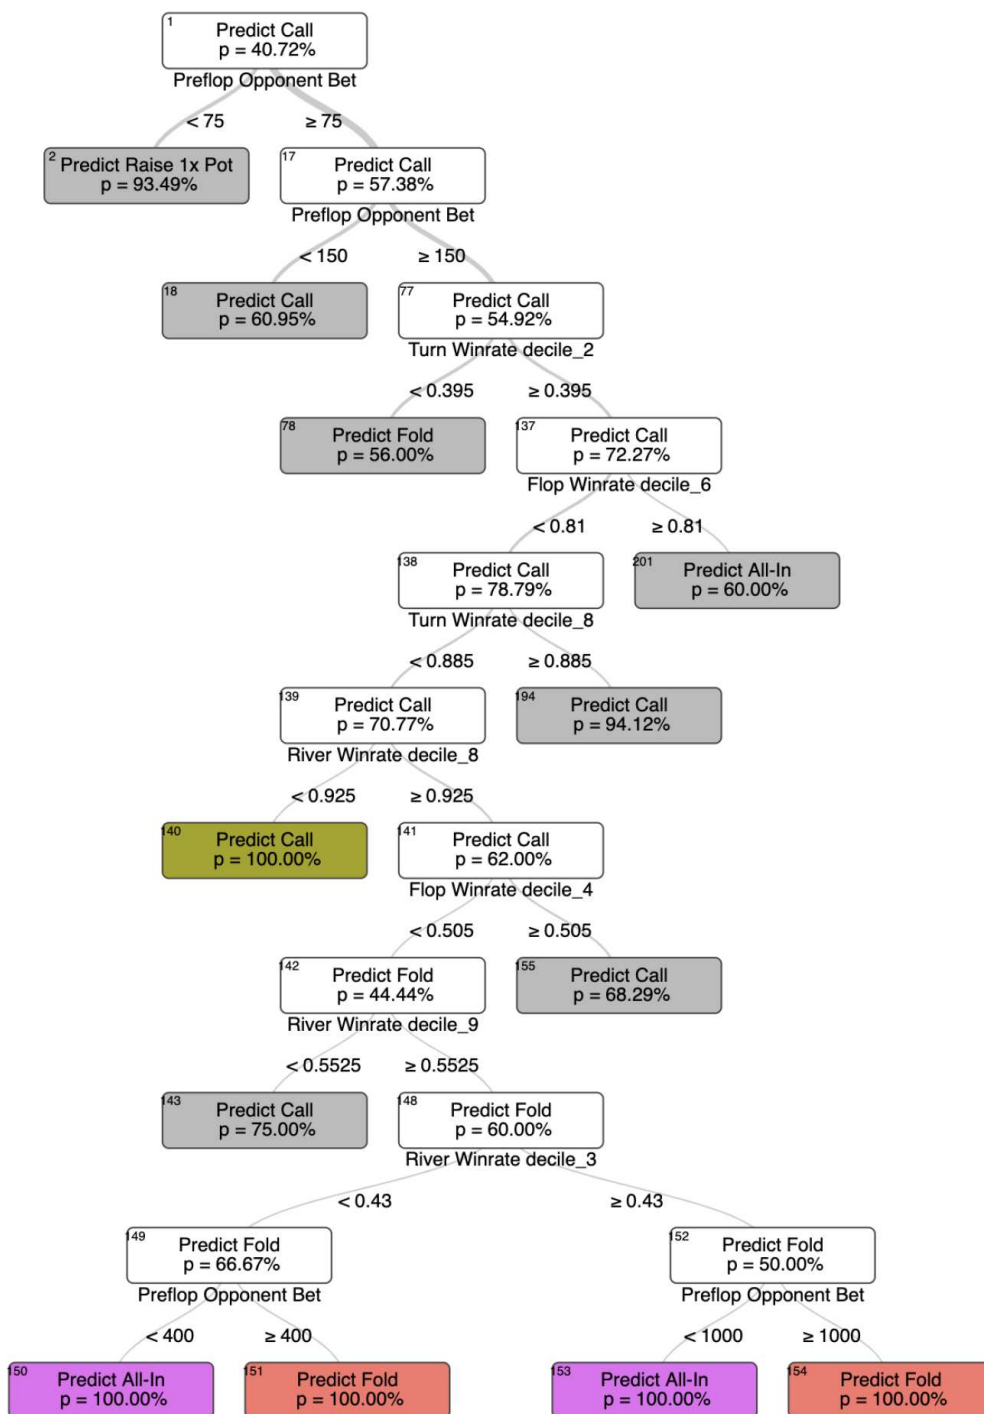 1
Predict Call
p = 40.72%
Preflop Opponent Bet
< 75
≥ 75
2
Predict Raise 1x Pot
p = 93.49%
17
Predict Call
p = 57.38%
Preflop Opponent Bet
< 150
≥ 150
18
Predict Call
p = 60.95%
77
Predict Call
p = 54.92%
Turn Winrate decile_2
< 0.395
≥ 0.395
78
Predict Fold
p = 56.00%
137
Predict Call
p = 72.27%
Flop Winrate decile_6
< 0.81
≥ 0.81
138
Predict Call
p = 78.79%
Turn Winrate decile_8
201
Predict All-In
p = 60.00%
< 0.885
≥ 0.885
139
Predict Call
p = 70.77%
River Winrate decile_8
194
Predict Call
p = 94.12%
< 0.925
≥ 0.925
140
Predict Call
p = 100.00%
141
Predict Call
p = 62.00%
Flop Winrate decile_4
< 0.505
≥ 0.505
142
Predict Fold
p = 44.44%
River Winrate decile_9
155
Predict Call
p = 68.29%
< 0.5525
≥ 0.5525
143
Predict Call
p = 75.00%
148
Predict Fold
p = 60.00%
River Winrate decile_3
< 0.43
≥ 0.43
149
Predict Fold
p = 66.67%
Preflop Opponent Bet
152
Predict Fold
p = 50.00%
Preflop Opponent Bet
< 400
≥ 400
< 1000
≥ 1000
150
Predict All-In
p = 100.00%
151
Predict Fold
p = 100.00%
153
Predict All-In
p = 100.00%
154
Predict Fold
p = 100.00%